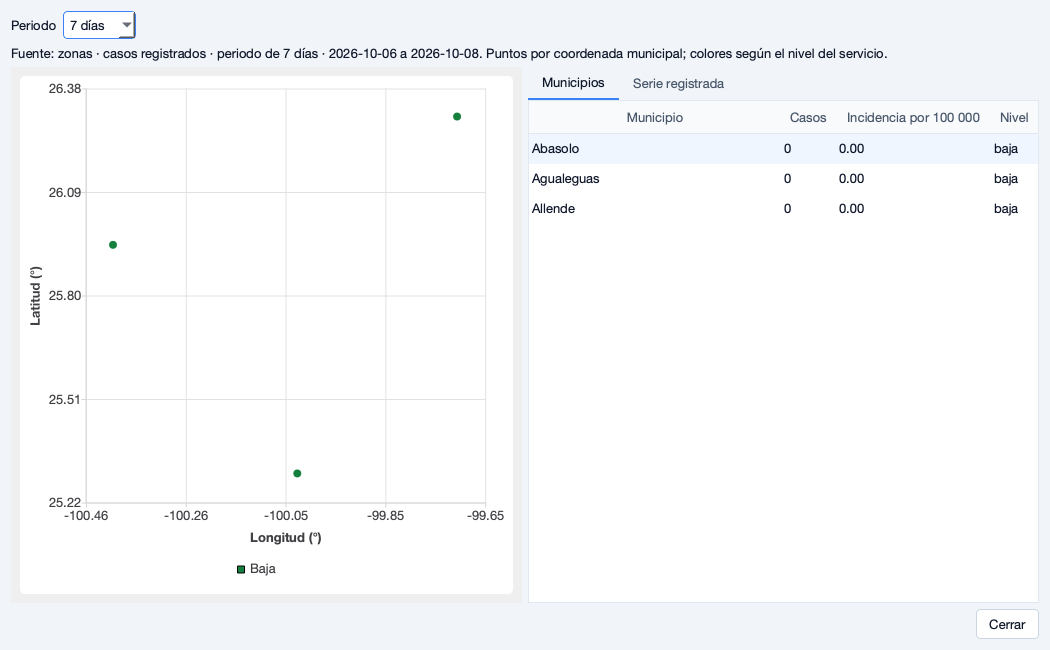 Periodo 7 días
Fuente: zonas · casos registrados · periodo de 7 días · 2026-10-06 a 2026-10-08. Puntos por coordenada municipal; colores según el nivel del servicio.
26.38
26.09
25.80
25.51
25.22
Latitud (°)
-100.46 -100.26 -100.05 -99.85 -99.65
Longitud (°)
Baja
Municipios Serie registrada
Municipio Casos Incidencia por 100 000 Nivel
Abasolo 0 0.00 baja
Agualeguas 0 0.00 baja
Allende 0 0.00 baja
Cerrar